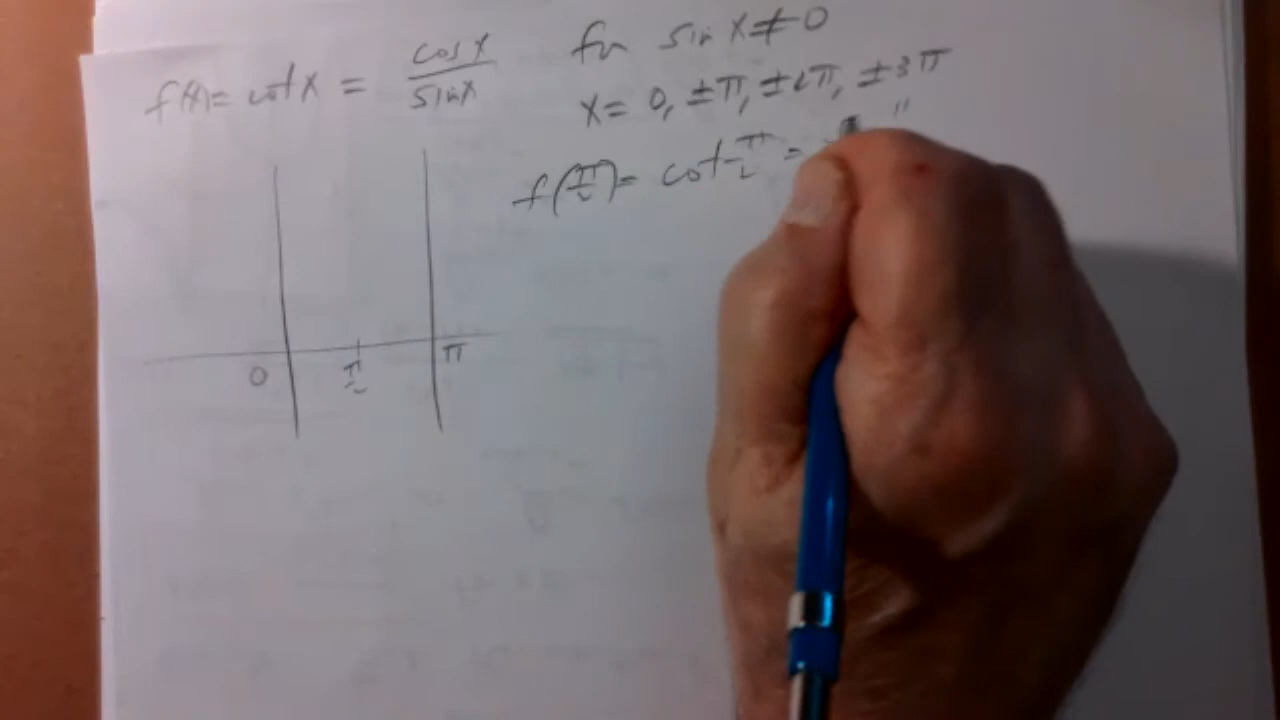 f(x) = cot x = cos x / sin x for sin x ≠ 0
x = 0, ±π, ±2π, ±3π "
f(π/2) = cot π/2 =
0 π/2 π